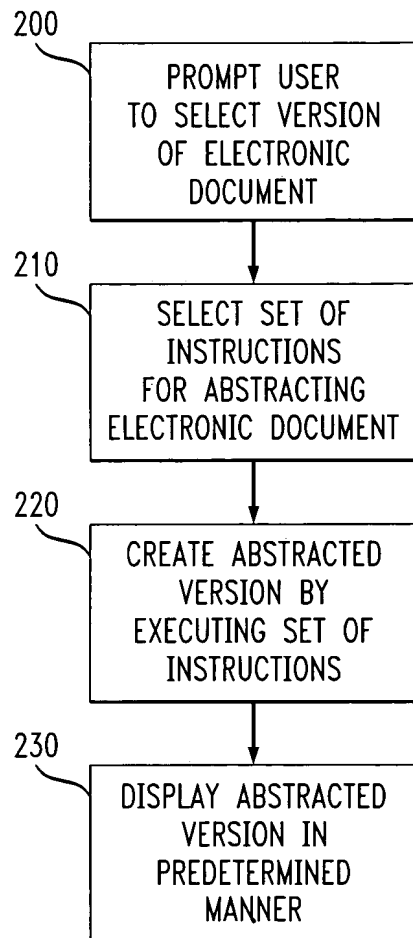 200
PROMPT USER
TO SELECT VERSION
OF ELECTRONIC
DOCUMENT
210
SELECT SET OF
INSTRUCTIONS
FOR ABSTRACTING
ELECTRONIC DOCUMENT
220
CREATE ABSTRACTED
VERSION BY
EXECUTING SET OF
INSTRUCTIONS
230
DISPLAY ABSTRACTED
VERSION IN
PREDETERMINED
MANNER